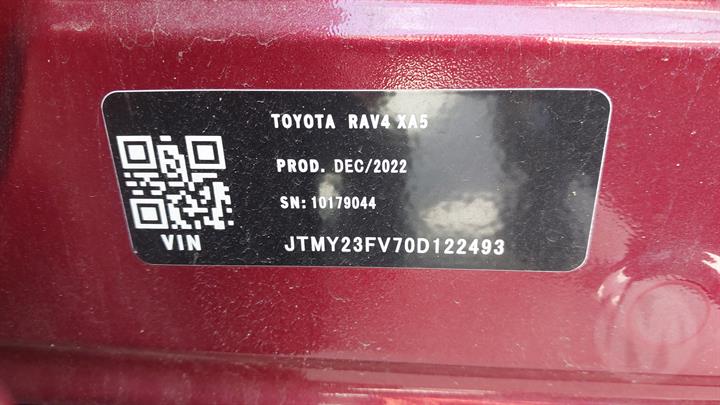 TOYOTA RAV4 XA5
PROD. DEC/2022
SN: 10179044
VIN
JTMY23FV70D122493
M